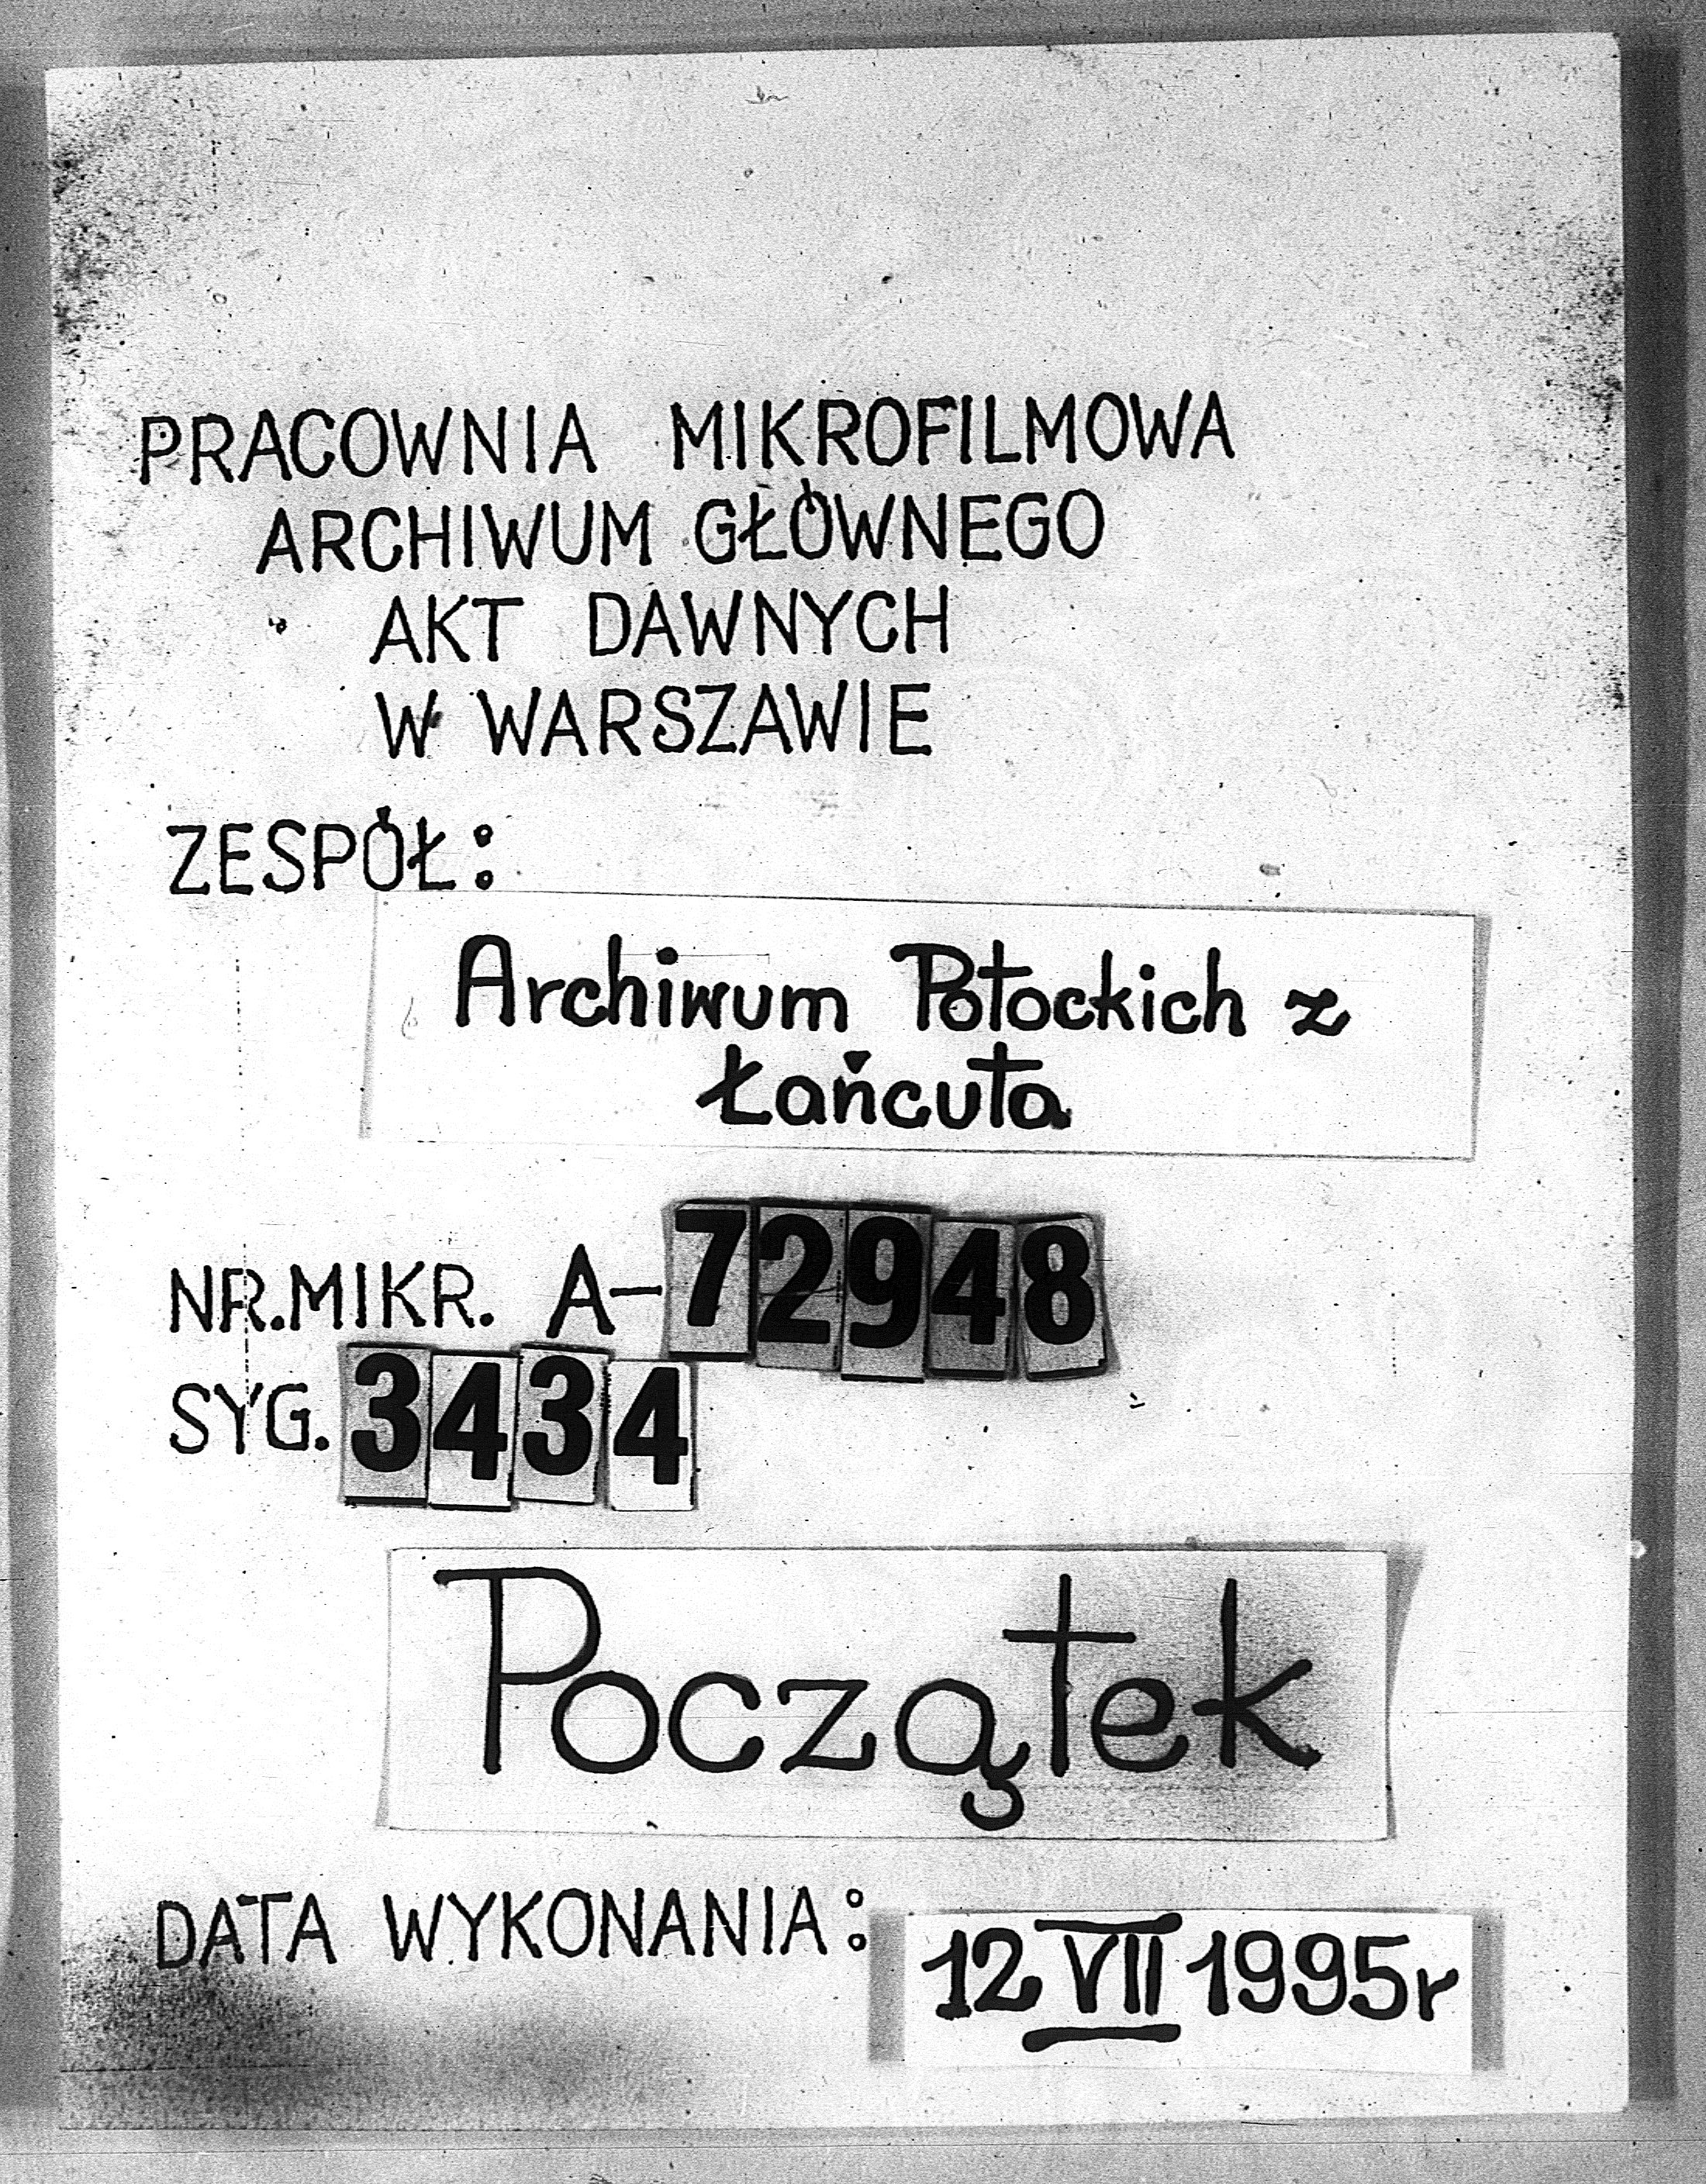 PRACOWNIA MIKROFILMOWA
ARCHIWUM GŁÓWNEGO
AKT DAWNYCH
W WARSZAWIE
ZESPÓŁ:
Archiwum Potockich z
Łańcuta
NR.MIKR. A-72948
SYG. 3434
Początek
DATA WYKONANIA: 12 VII 1995r